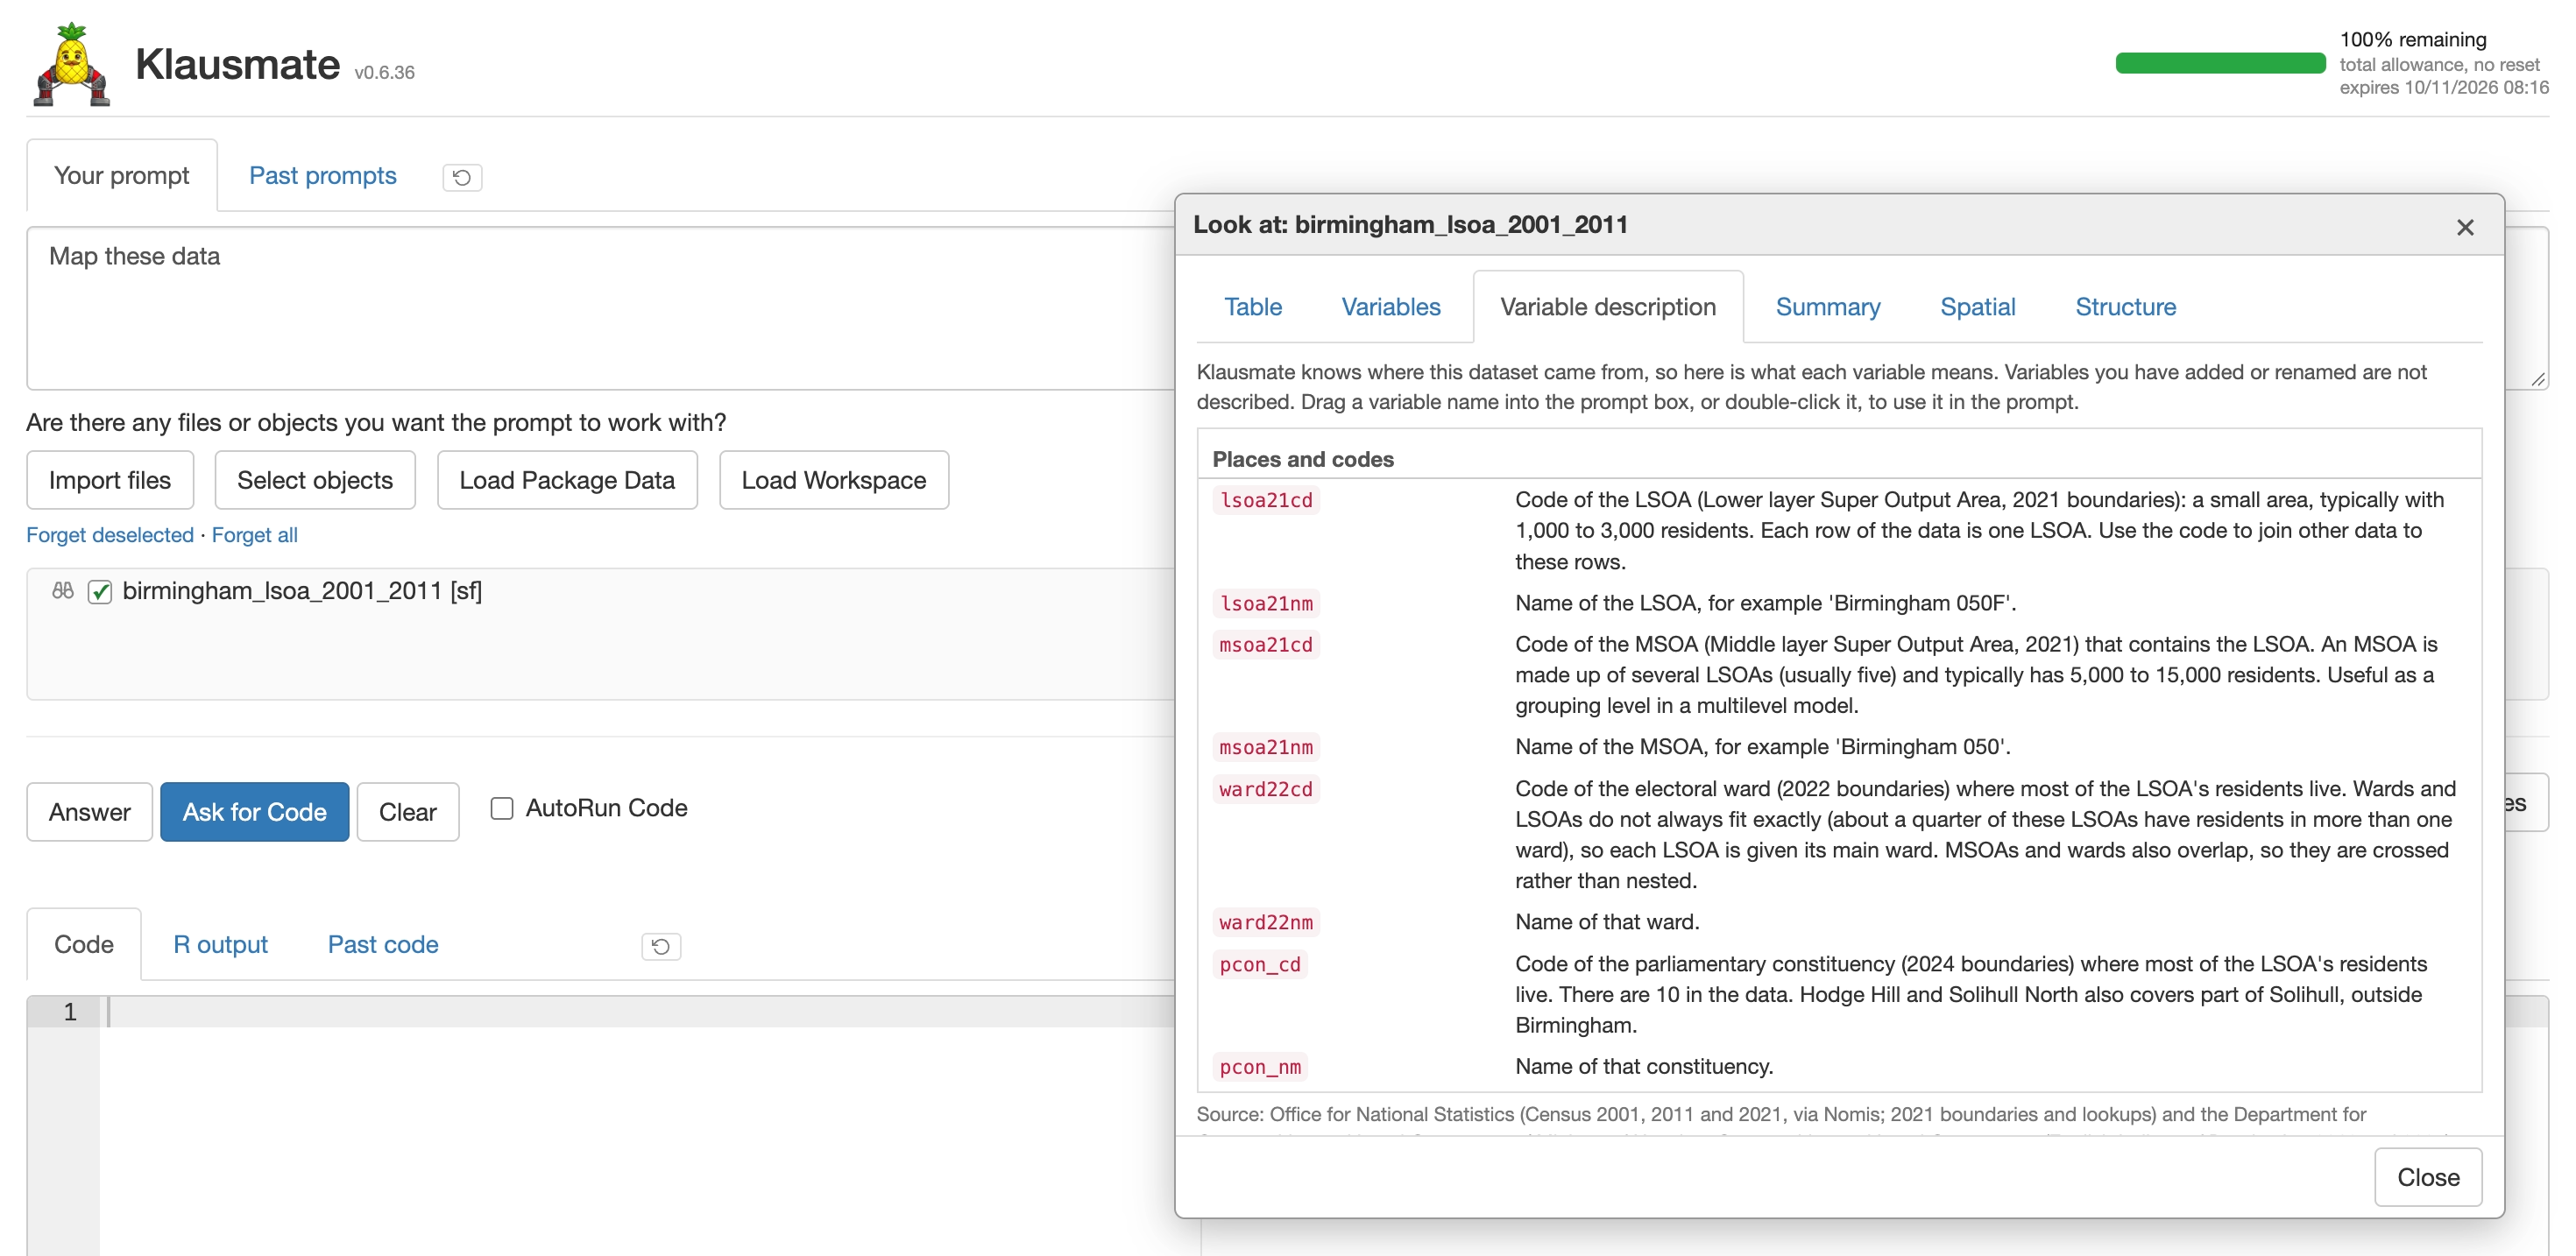 Klausmate v0.6.36
100% remaining
total allowance, no reset
expires 10/11/2026 08:16
Your prompt
Past prompts
Map these data
Are there any files or objects you want the prompt to work with?
Import files
Select objects
Load Package Data
Load Workspace
Forget deselected · Forget all
birmingham_lsoa_2001_2011 [sf]
Answer
Ask for Code
Clear
AutoRun Code
es
Code
R output
Past code
1
Look at: birmingham_lsoa_2001_2011
Table
Variables
Variable description
Summary
Spatial
Structure
Klausmate knows where this dataset came from, so here is what each variable means. Variables you have added or renamed are not
described. Drag a variable name into the prompt box, or double-click it, to use it in the prompt.
Places and codes
lsoa21cd Code of the LSOA (Lower layer Super Output Area, 2021 boundaries): a small area, typically with
1,000 to 3,000 residents. Each row of the data is one LSOA. Use the code to join other data to
these rows.
lsoa21nm Name of the LSOA, for example 'Birmingham 050F'.
msoa21cd Code of the MSOA (Middle layer Super Output Area, 2021) that contains the LSOA. An MSOA is
made up of several LSOAs (usually five) and typically has 5,000 to 15,000 residents. Useful as a
grouping level in a multilevel model.
msoa21nm Name of the MSOA, for example 'Birmingham 050'.
ward22cd Code of the electoral ward (2022 boundaries) where most of the LSOA's residents live. Wards and
LSOAs do not always fit exactly (about a quarter of these LSOAs have residents in more than one
ward), so each LSOA is given its main ward. MSOAs and wards also overlap, so they are crossed
rather than nested.
ward22nm Name of that ward.
pcon_cd Code of the parliamentary constituency (2024 boundaries) where most of the LSOA's residents
live. There are 10 in the data. Hodge Hill and Solihull North also covers part of Solihull, outside
Birmingham.
pcon_nm Name of that constituency.
Source: Office for National Statistics (Census 2001, 2011 and 2021, via Nomis; 2021 boundaries and lookups) and the Department for
Close